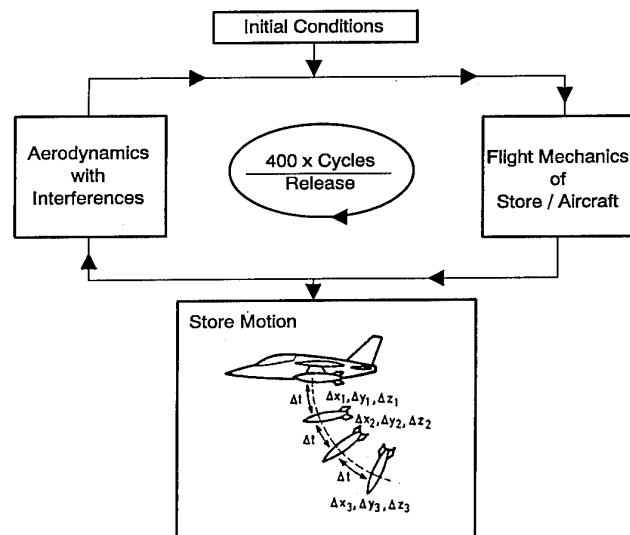 Initial Conditions
Aerodynamics
with
Interferences
400 x Cycles
Release
Flight Mechanics
of
Store / Aircraft
Store Motion
Δt
Δx₁, Δy₁, Δz₁
Δx₂, Δy₂, Δz₂
Δt
Δt
Δx₃, Δy₃, Δz₃